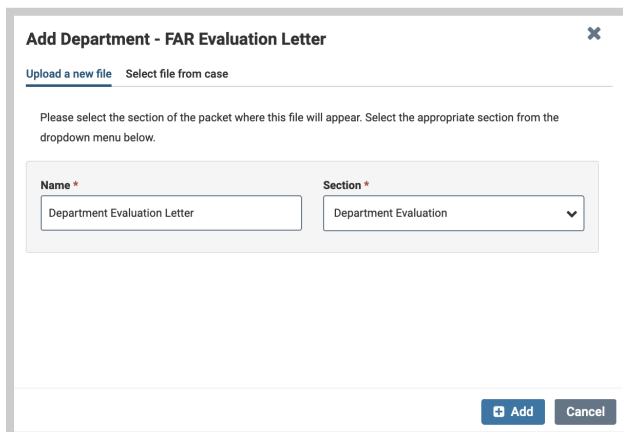 Add Department - FAR Evaluation Letter
Upload a new file Select file from case
Please select the section of the packet where this file will appear. Select the appropriate section from the
dropdown menu below.
Name * Section *
Department Evaluation Letter Department Evaluation
Add Cancel